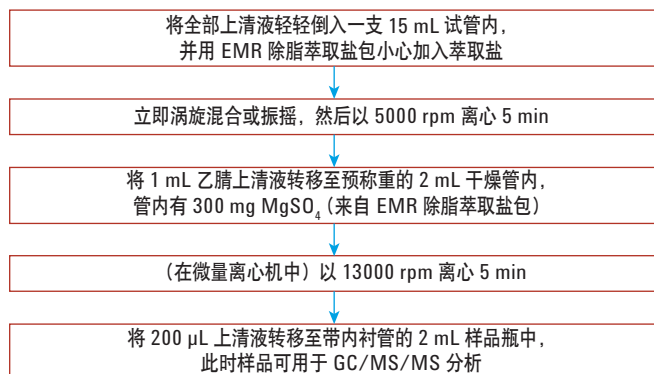 将全部上清液轻轻倒入一支 15 mL 试管内，
并用 EMR 除脂萃取盐包小心加入萃取盐
立即涡旋混合或振摇，然后以 5000 rpm 离心 5 min
将 1 mL 乙腈上清液转移至预称重的 2 mL 干燥管内，
管内有 300 mg MgSO₄（来自 EMR 除脂萃取盐包）
（在微量离心机中）以 13000 rpm 离心 5 min
将 200 µL 上清液转移至带内衬管的 2 mL 样品瓶中，
此时样品可用于 GC/MS/MS 分析